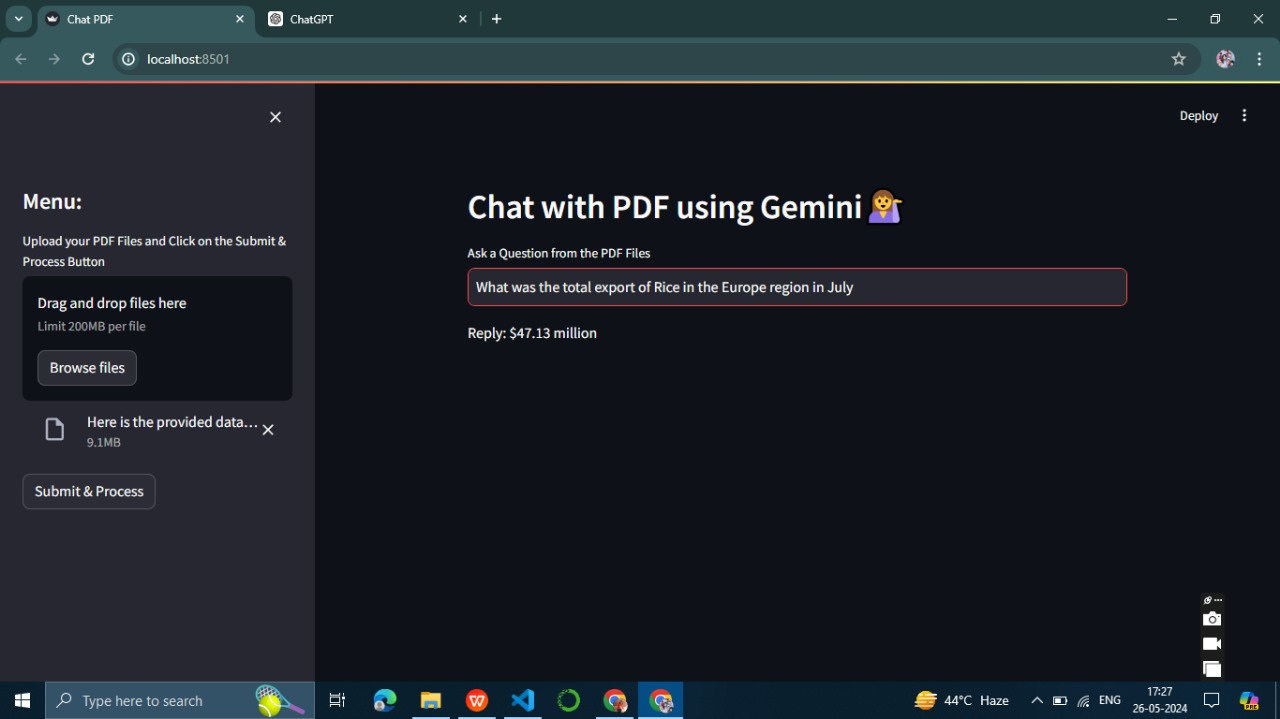 Chat PDF
ChatGPT
localhost:8501
Deploy
Menu:
Upload your PDF Files and Click on the Submit &
Process Button
Drag and drop files here
Limit 200MB per file
Browse files
Here is the provided data...
9.1MB
Submit & Process
Chat with PDF using Gemini
Ask a Question from the PDF Files
What was the total export of Rice in the Europe region in July
Reply: $47.13 million
Type here to search
44°C Haze
ENG
17:27
26-05-2024
PRE